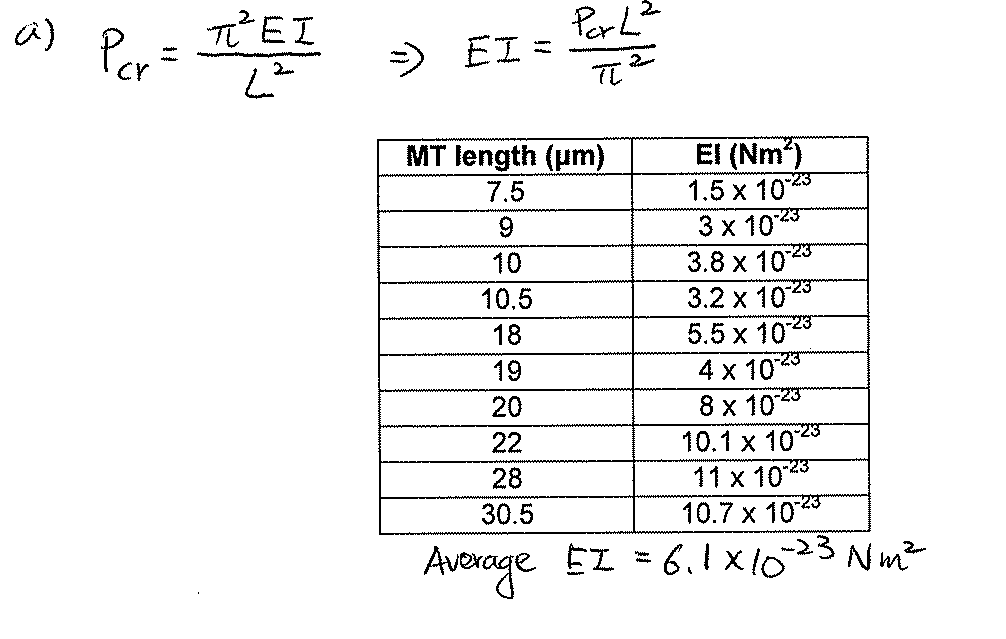 a) P_cr = π²EI / L² ⇒ EI = P_cr L² / π²
MT length (µm) EI (Nm²)
7.5 1.5 x 10⁻²³
9 3 x 10⁻²³
10 3.8 x 10⁻²³
10.5 3.2 x 10⁻²³
18 5.5 x 10⁻²³
19 4 x 10⁻²³
20 8 x 10⁻²³
22 10.1 x 10⁻²³
28 11 x 10⁻²³
30.5 10.7 x 10⁻²³
Average EI = 6.1 x 10⁻²³ Nm²